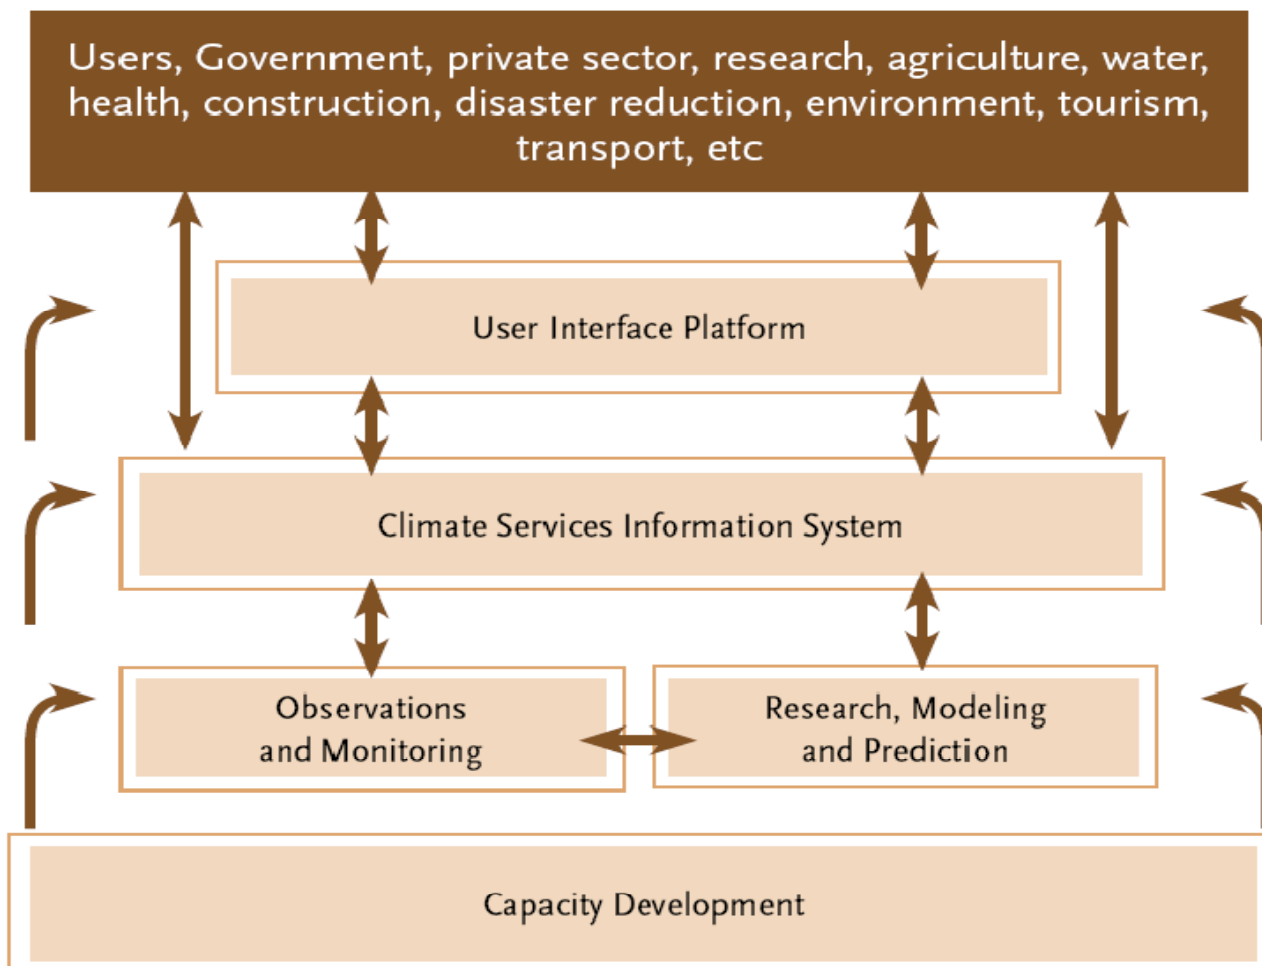 Users, Government, private sector, research, agriculture, water,
health, construction, disaster reduction, environment, tourism,
transport, etc
User Interface Platform
Climate Services Information System
Observations
and Monitoring
Research, Modeling
and Prediction
Capacity Development